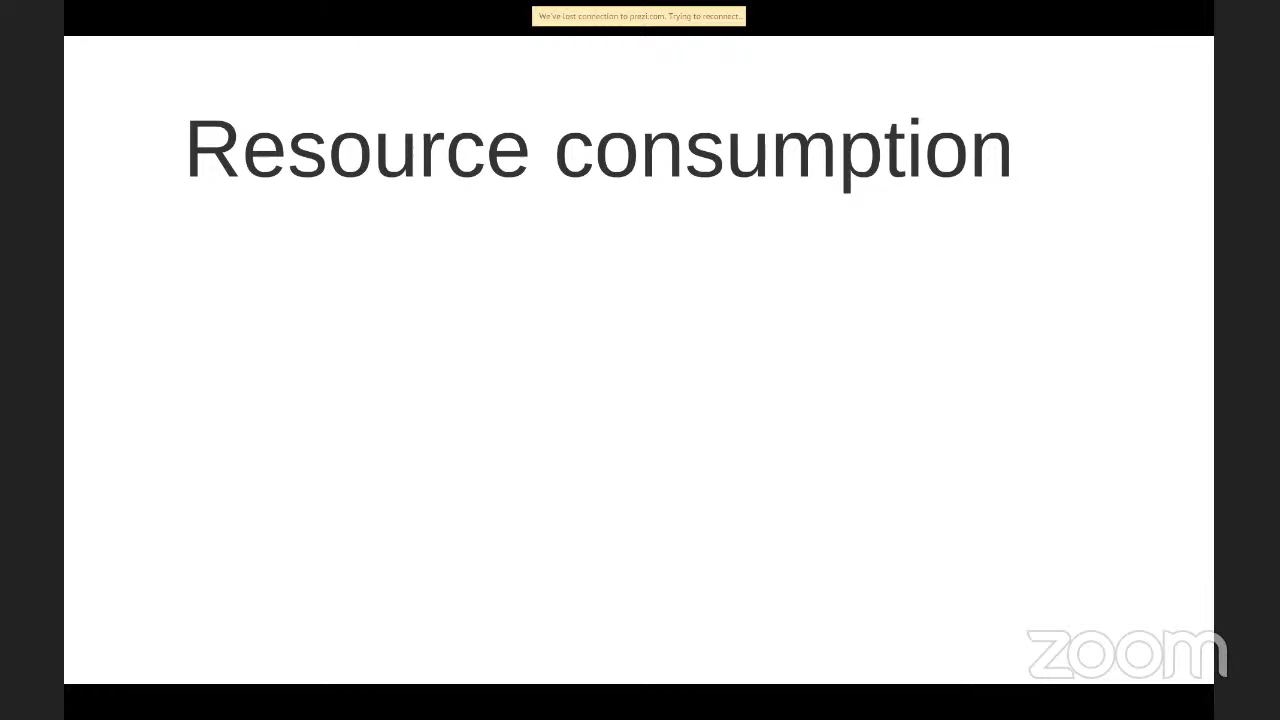 We've lost connection to prezi.com. Trying to reconnect...
Resource consumption
zoom